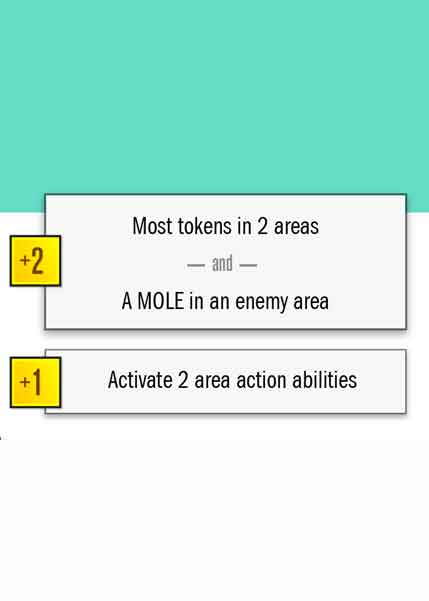 Most tokens in 2 areas
+2
— and —
A MOLE in an enemy area
+1
Activate 2 area action abilities